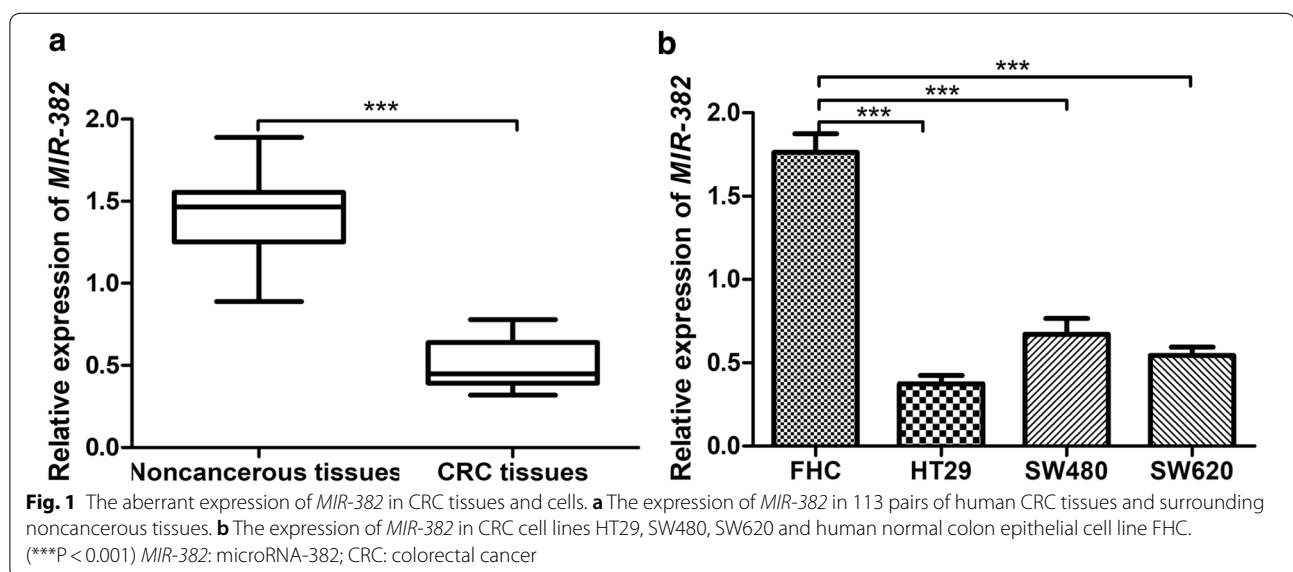 a
Relative expression of MIR-382
***
2.0
1.5
1.0
0.5
0.0
Noncancerous tissues
CRC tissues
b
Relative expression of MIR-382
***
***
***
2.0
1.5
1.0
0.5
0.0
FHC
HT29
SW480
SW620
Fig. 1 The aberrant expression of MIR-382 in CRC tissues and cells. a The expression of MIR-382 in 113 pairs of human CRC tissues and surrounding
noncancerous tissues. b The expression of MIR-382 in CRC cell lines HT29, SW480, SW620 and human normal colon epithelial cell line FHC.
(***P < 0.001) MIR-382: microRNA-382; CRC: colorectal cancer